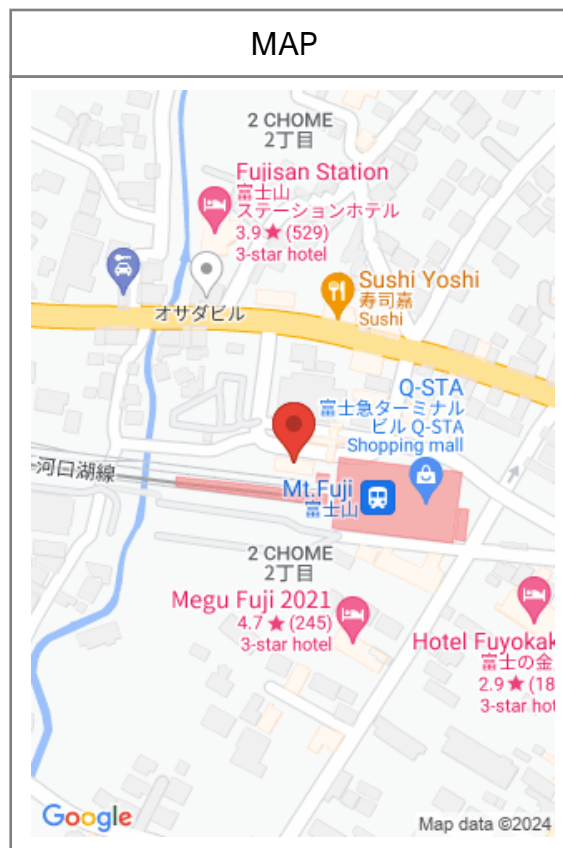 MAP
2 CHOME
2丁目
Fujisan Station
富士山
ステーションホテル
3.9 ★ (529)
3-star hotel
オサダビル
Sushi Yoshi
寿司嘉
Sushi
Q-STA
富士急ターミナル
ビル Q-STA
Shopping mall
河口湖線
Mt.Fuji
富士山
2 CHOME
2丁目
Megu Fuji 2021
4.7 ★ (245)
3-star hotel
Hotel Fuyokak
富士の金
2.9 ★ (18
3-star hot
Google
Map data ©2024